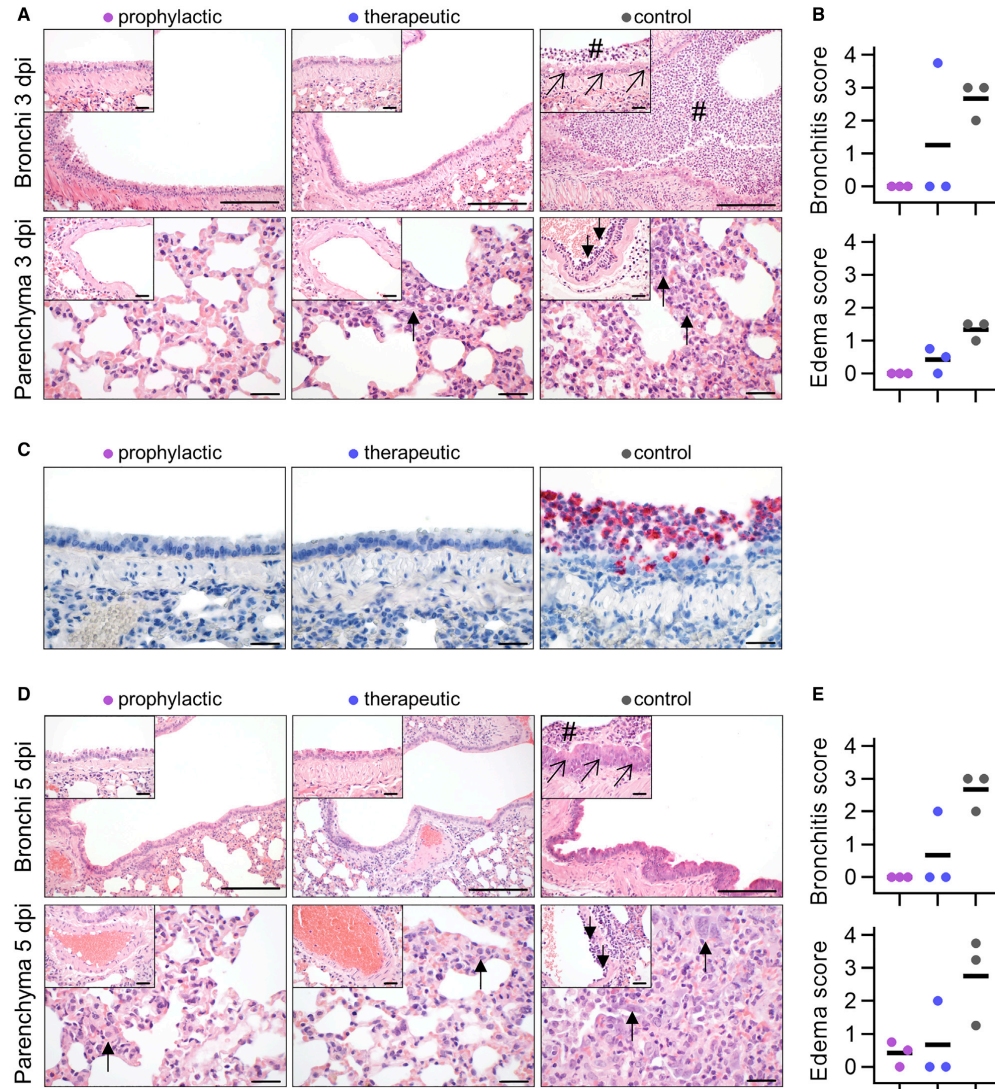 A
prophylactic
therapeutic
control
Bronchi 3 dpi
#
#
Parenchyma 3 dpi
B
Bronchitis score
4
3
2
1
0
Edema score
4
3
2
1
0
C
prophylactic
therapeutic
control
D
prophylactic
therapeutic
control
Bronchi 5 dpi
#
Parenchyma 5 dpi
E
Bronchitis score
4
3
2
1
0
Edema score
4
3
2
1
0